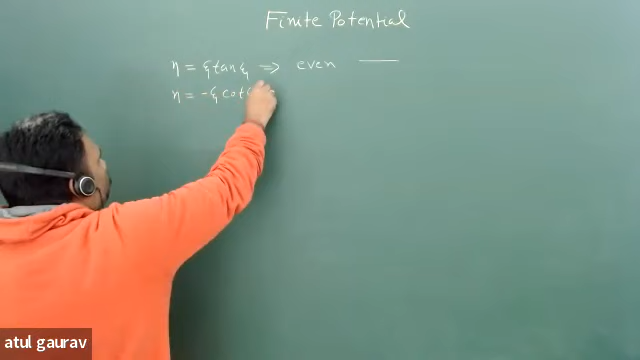 Finite Potential
η = ξ tan ξ ⇒ even ——
η = -ξ cot
atul gaurav